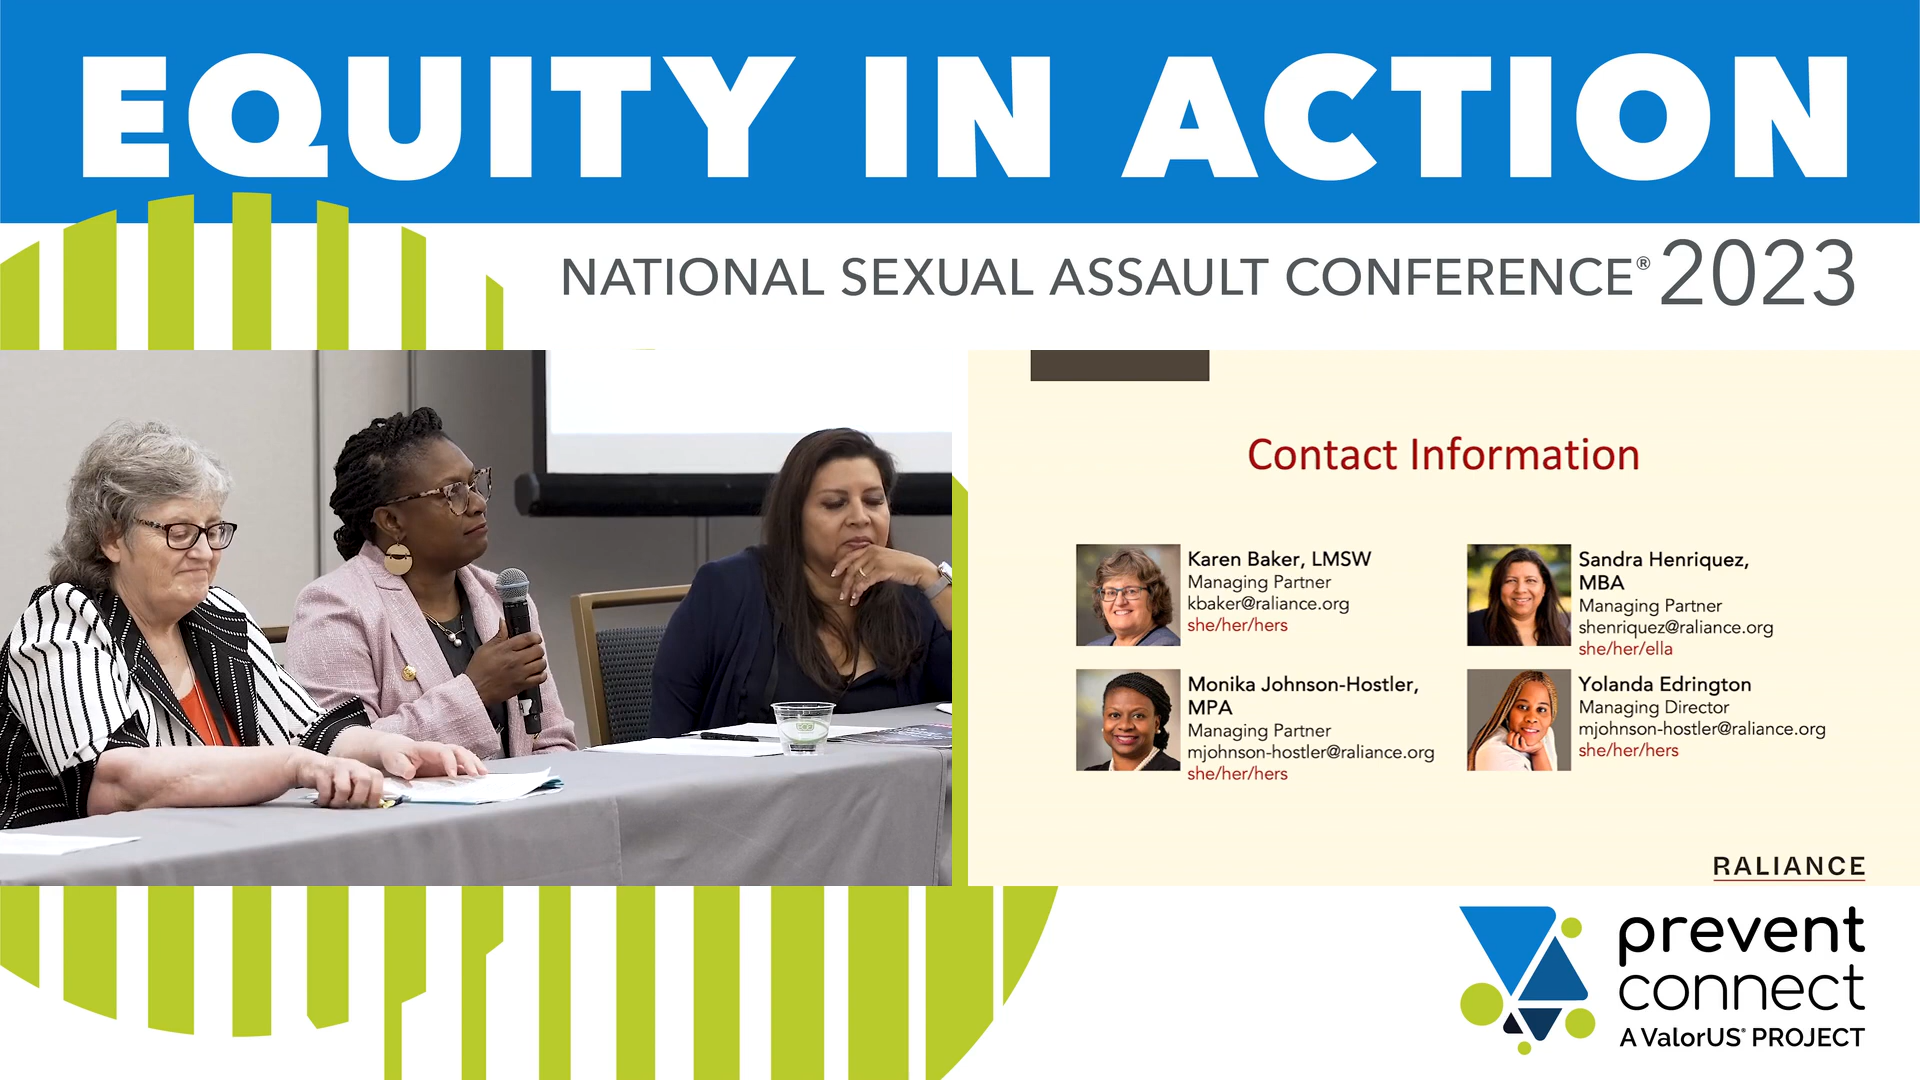 EQUITY IN ACTION
NATIONAL SEXUAL ASSAULT CONFERENCE® 2023
Contact Information
Karen Baker, LMSW
Managing Partner
kbaker@raliance.org
she/her/hers
Sandra Henriquez,
MBA
Managing Partner
shenriquez@raliance.org
she/her/ella
Monika Johnson-Hostler,
MPA
Managing Partner
mjohnson-hostler@raliance.org
she/her/hers
Yolanda Edrington
Managing Director
mjohnson-hostler@raliance.org
she/her/hers
RALIANCE
prevent
connect
A ValorUS® PROJECT